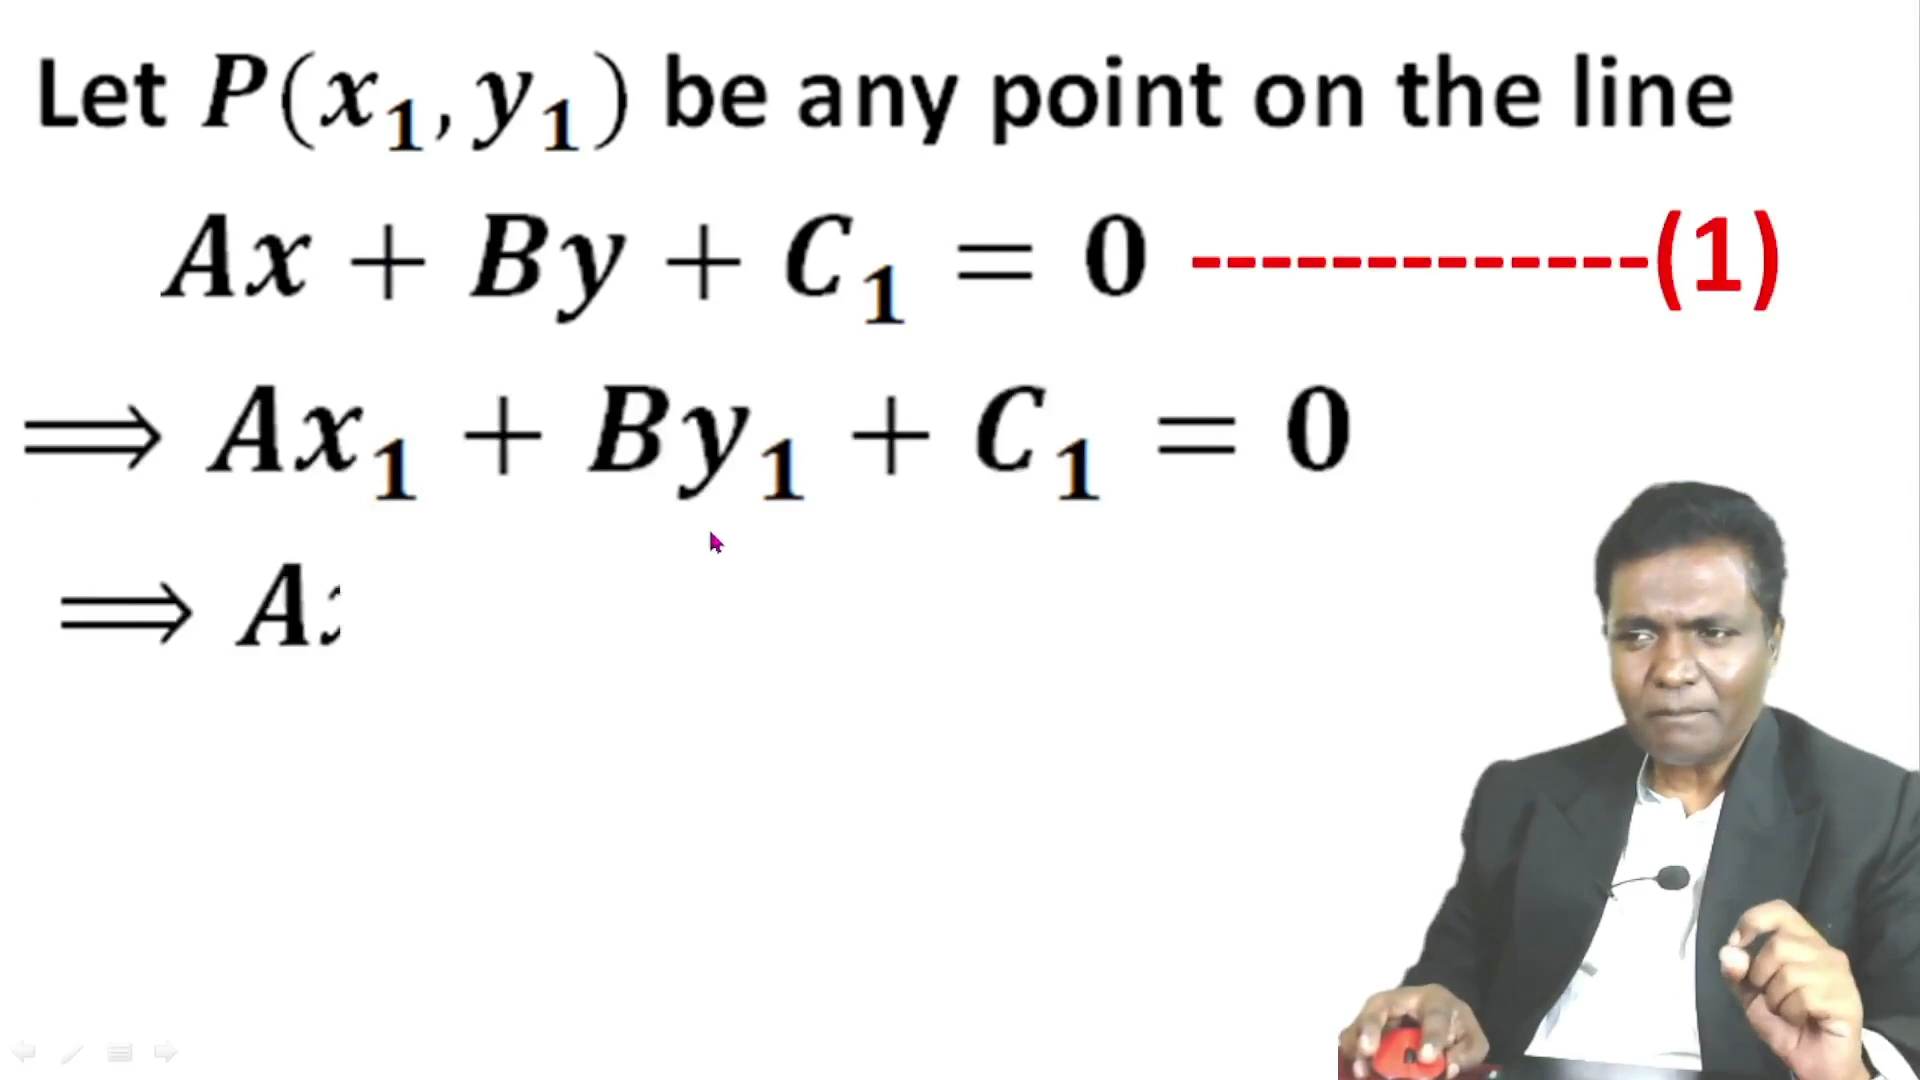 Let P(x₁, y₁) be any point on the line
Ax + By + C₁ = 0 -------------(1)
⟹ Ax₁ + By₁ + C₁ = 0
⟹ A